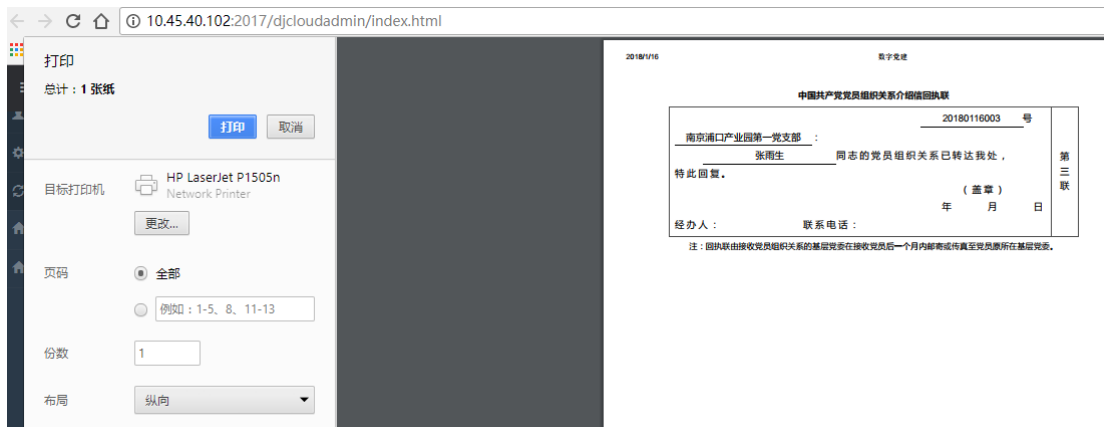 10.45.40.102:2017/djcloudadmin/index.html
打印
总计：1 张纸
打印 取消
目标打印机 HP LaserJet P1505n
Network Printer
更改...
页码 全部
例如：1-5、8、11-13
份数 1
布局 纵向
2018/1/16 数字党建
中国共产党党员组织关系介绍信回执联
20180116003 号
南京浦口产业园第一党支部 ：
张雨生 同志的党员组织关系已转达我处，
特此回复。
（盖章）
年 月 日
经办人： 联系电话：
第三联
注：回执联由接收党员组织关系的基层党委在接收党员后一个月内邮寄或传真至党员原所在基层党委。